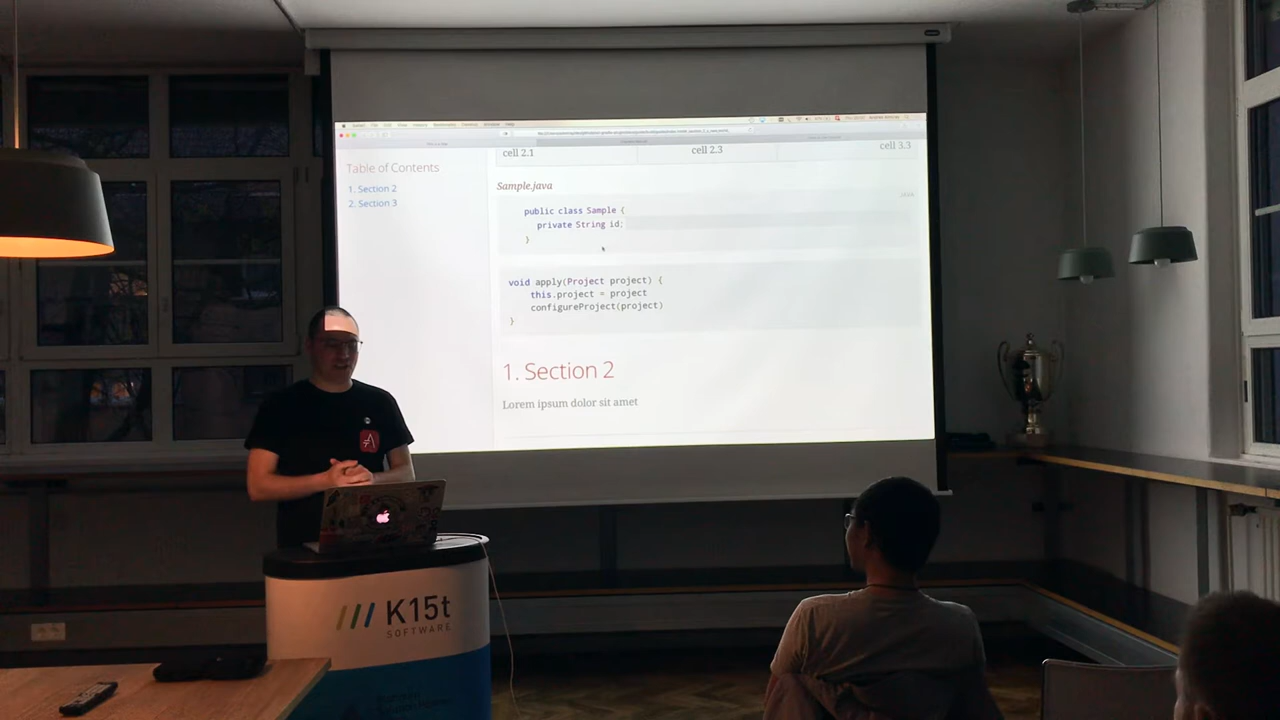 cell 2.1
cell 2.3
cell 3.3
Table of Contents
1. Section 2
2. Section 3
Sample.java
public class Sample {
private String id;
}
void apply(Project project) {
this.project = project
configureProject(project)
}
1. Section 2
Lorem ipsum dolor sit amet
A
K15t
SOFTWARE